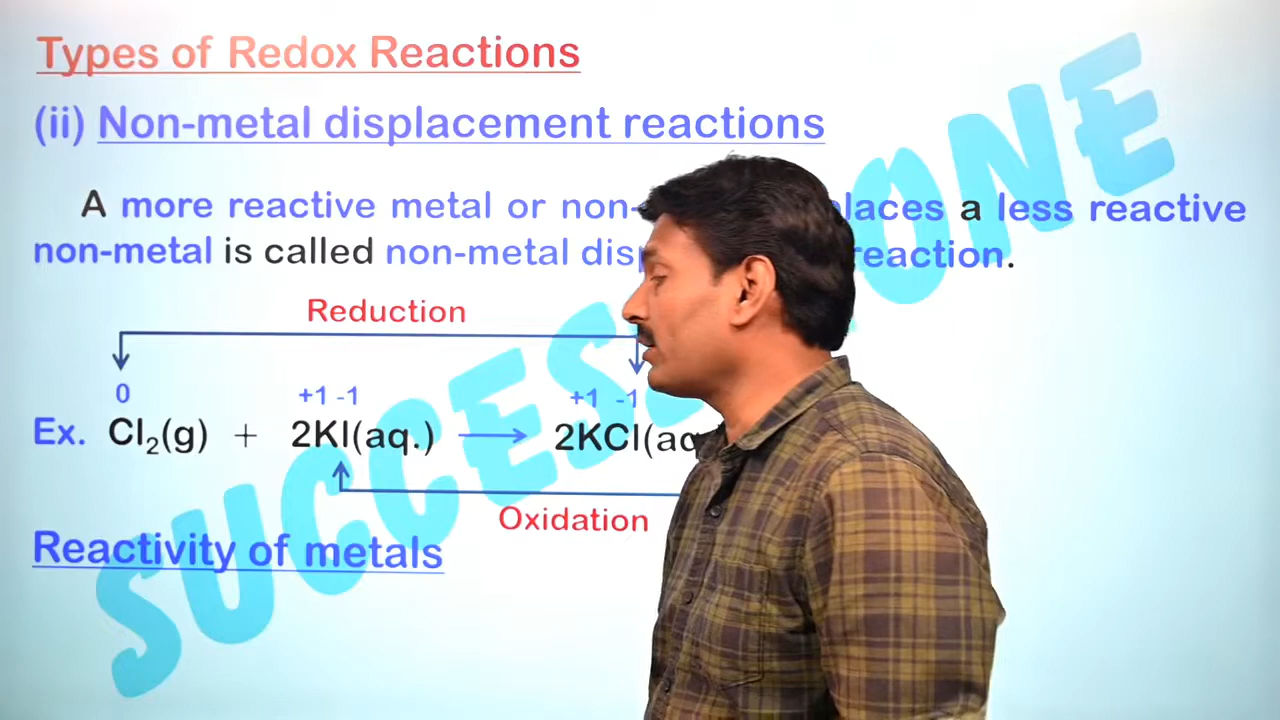 Types of Redox Reactions
(ii) Non-metal displacement reactions
A more reactive metal or non- a less reactive
non-metal is called non-metal reaction.
Reduction
0 +1 -1 +1 -1
Ex. Cl₂(g) + 2KI(aq.) → 2KCl(aq
Oxidation
Reactivity of metals
SUCCESS ONE